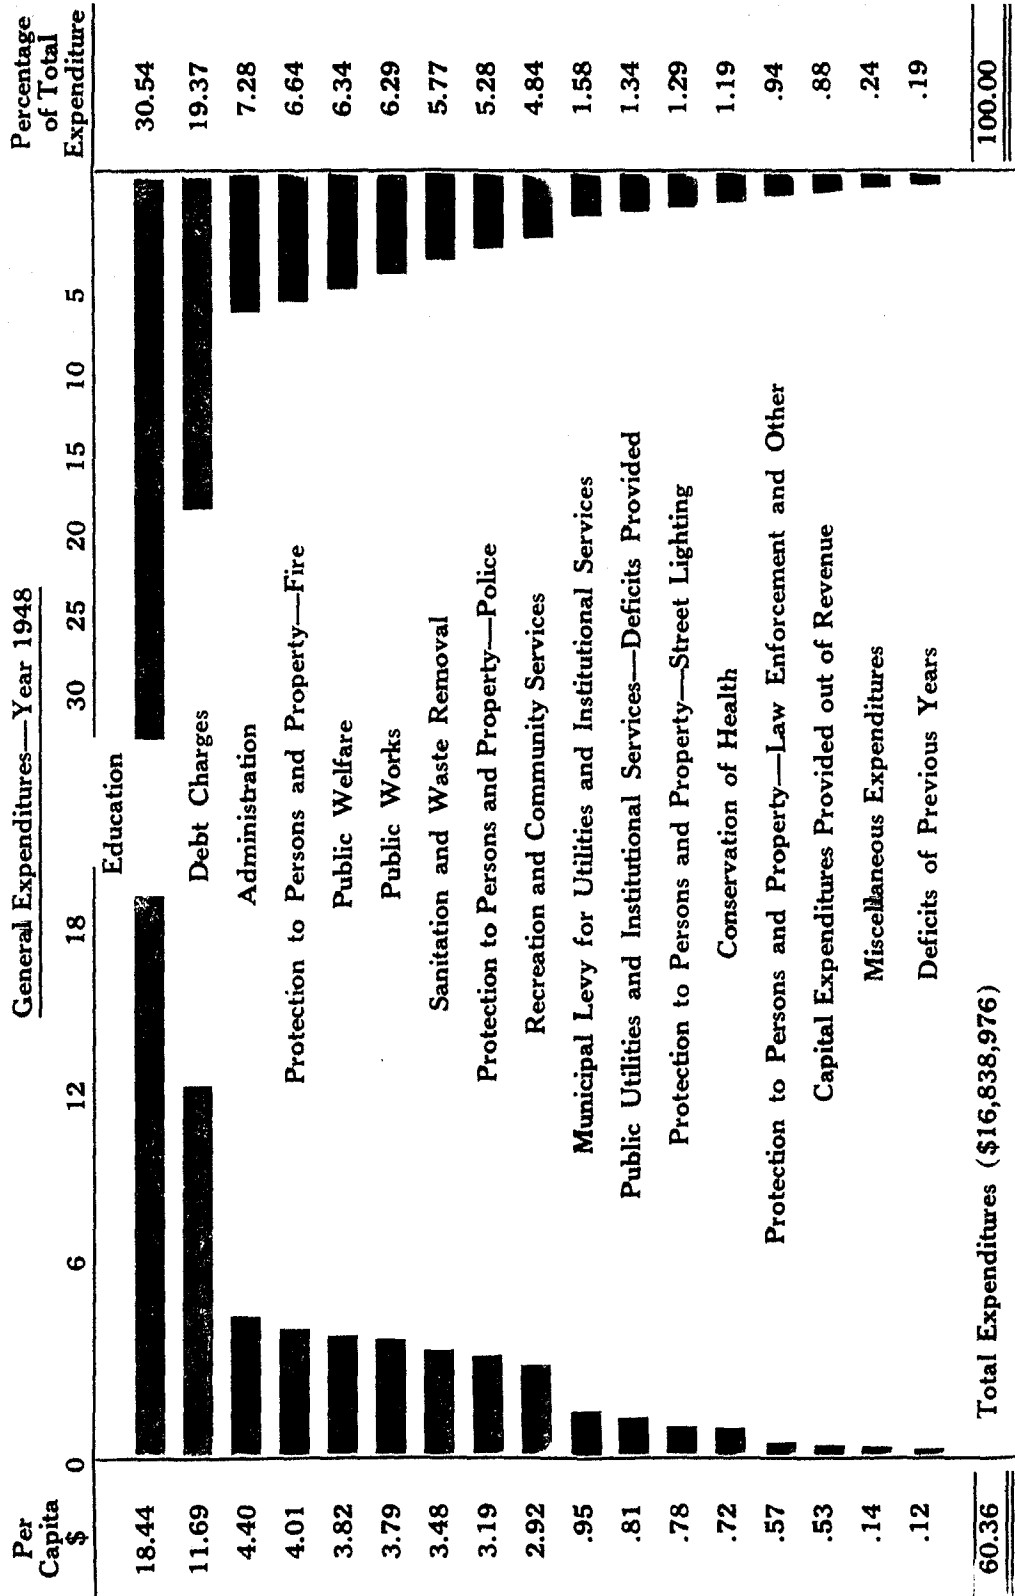 General Expenditures—Year 1948
Per Capita $ Percentage of Total Expenditure
0 6 12 18 30 25 20 15 10 5
18.44 Education 30.54
11.69 Debt Charges 19.37
4.40 Administration 7.28
4.01 Protection to Persons and Property—Fire 6.64
3.82 Public Welfare 6.34
3.79 Public Works 6.29
3.48 Sanitation and Waste Removal 5.77
3.19 Protection to Persons and Property—Police 5.28
2.92 Recreation and Community Services 4.84
.95 Municipal Levy for Utilities and Institutional Services 1.58
.81 Public Utilities and Institutional Services—Deficits Provided 1.34
.78 Protection to Persons and Property—Street Lighting 1.29
.72 Conservation of Health 1.19
.57 Protection to Persons and Property—Law Enforcement and Other .94
.53 Capital Expenditures Provided out of Revenue .88
.14 Miscellaneous Expenditures .24
.12 Deficits of Previous Years .19
60.36 Total Expenditures ($16,838,976) 100.00